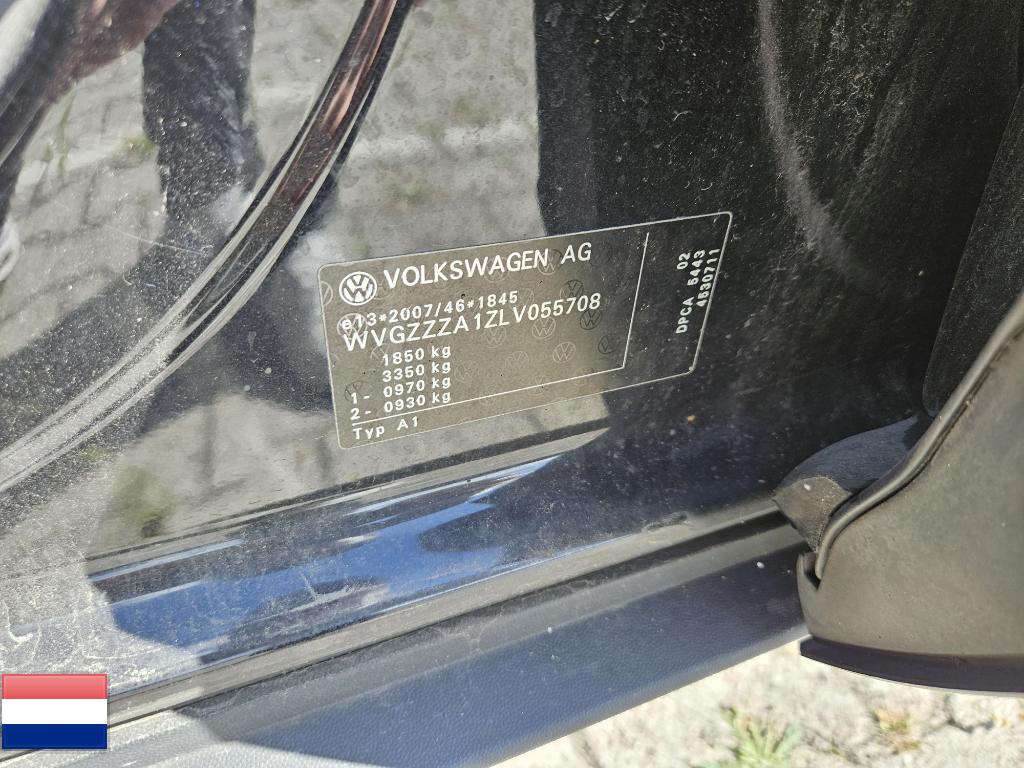 VOLKSWAGEN AG
e13*2007/46*1845
WVGZZZA1ZLV055708
1850 kg
3350 kg
1- 0970 kg
2- 0930 kg
Typ A1
02
DPCA 5443
4530711